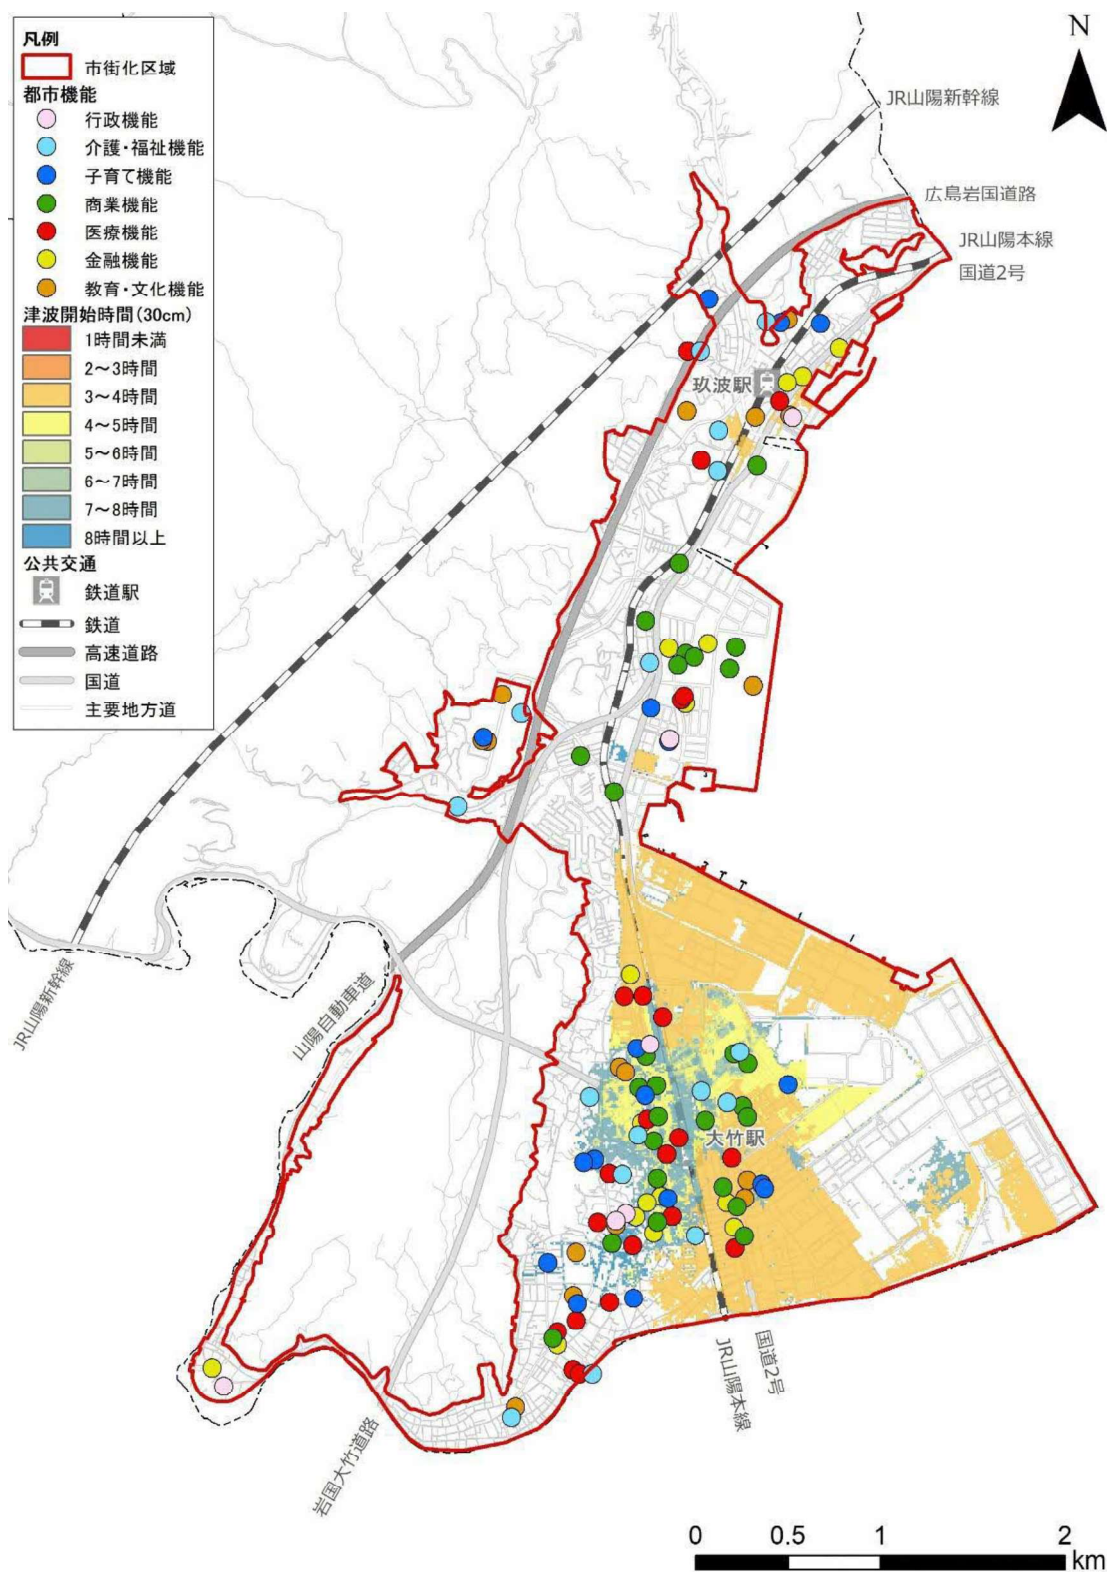 凡例
市街化区域
都市機能
行政機能
介護・福祉機能
子育て機能
商業機能
医療機能
金融機能
教育・文化機能
津波開始時間(30cm)
1時間未満
2～3時間
3～4時間
4～5時間
5～6時間
6～7時間
7～8時間
8時間以上
公共交通
鉄道駅
鉄道
高速道路
国道
主要地方道
N
JR山陽新幹線
広島岩国道路
JR山陽本線
国道2号
玖波駅
JR山陽新幹線
山陽自動車道
大竹駅
岩国大竹道路
JR山陽本線
国道2号
0 0.5 1 2
km